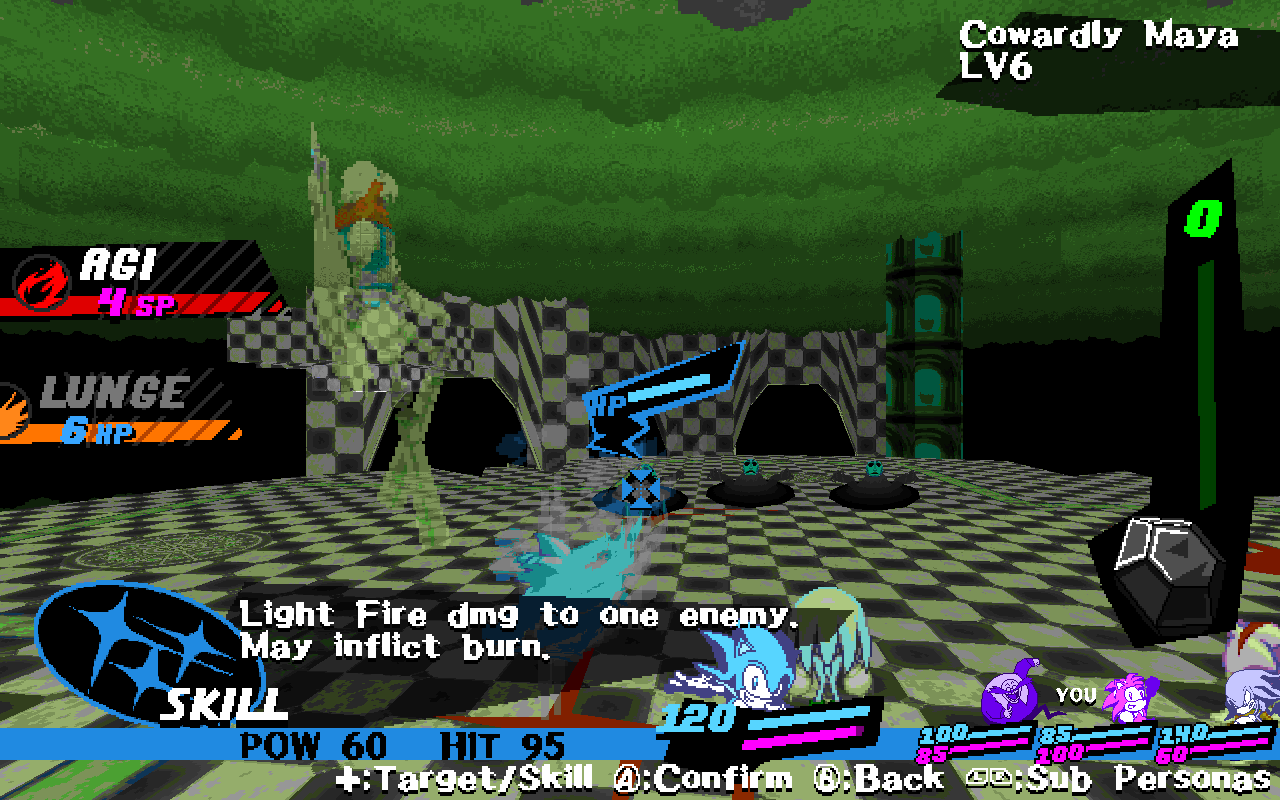 Cowardly Maya
LV6
0
AGI
4 SP
LUNGE
6 HP
HP
Light Fire dmg to one enemy.
May inflict burn.
SKILL
POW 60 HIT 95
120
YOU
100
85
85
100
140
60
+:Target/Skill A:Confirm B:Back LR:Sub Personas